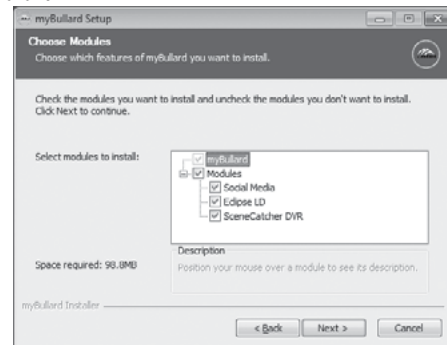 myBullard Setup
Choose Modules
Choose which features of myBullard you want to install.
Check the modules you want to install and uncheck the modules you don't want to install.
Click Next to continue.
Select modules to install:
myBullard
Modules
Social Media
Eclipse LD
SceneCatcher DVR
Space required: 98.8MB
Description
Position your mouse over a module to see its description.
myBullard Installer
< Back
Next >
Cancel